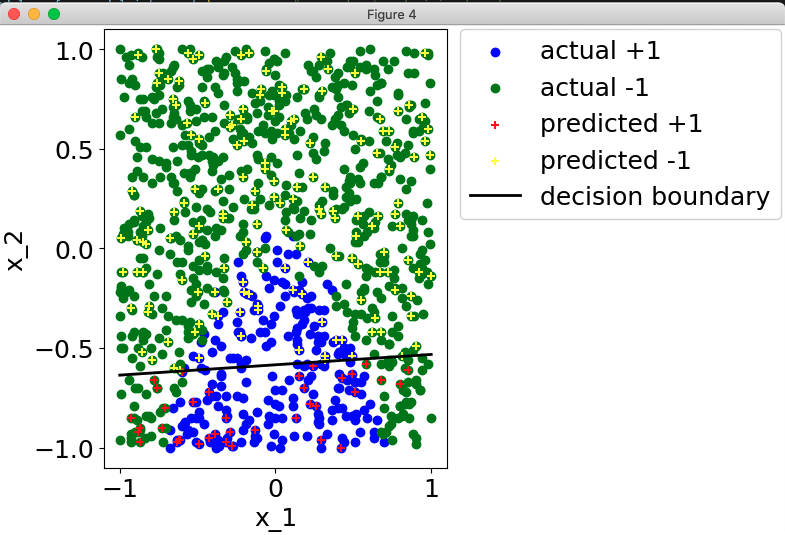 Figure 4
actual +1
actual -1
predicted +1
predicted -1
decision boundary
1.0
0.5
0.0
−0.5
−1.0
x_2
−1
0
1
x_1